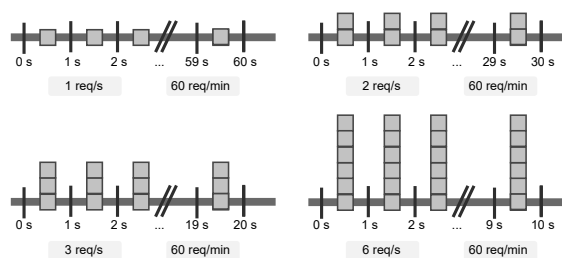 0 s 1 s 2 s ... 59 s 60 s
1 req/s 60 req/min
0 s 1 s 2 s ... 29 s 30 s
2 req/s 60 req/min
0 s 1 s 2 s ... 19 s 20 s
3 req/s 60 req/min
0 s 1 s 2 s ... 9 s 10 s
6 req/s 60 req/min